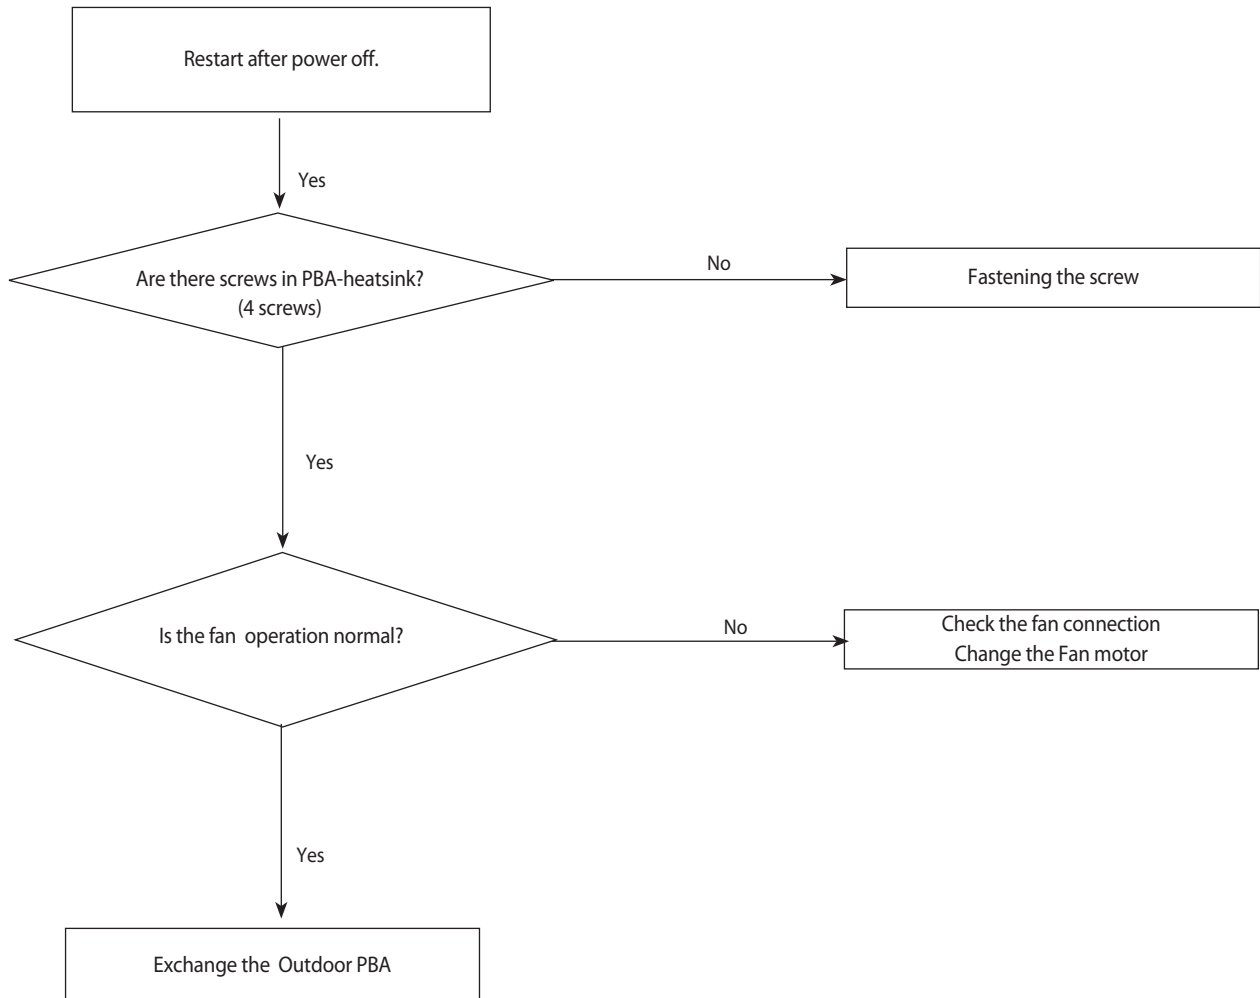 Restart after power off.
Yes
Are there screws in PBA-heatsink?
(4 screws)
No
Fastening the screw
Yes
Is the fan operation normal?
No
Check the fan connection
Change the Fan motor
Yes
Exchange the Outdoor PBA